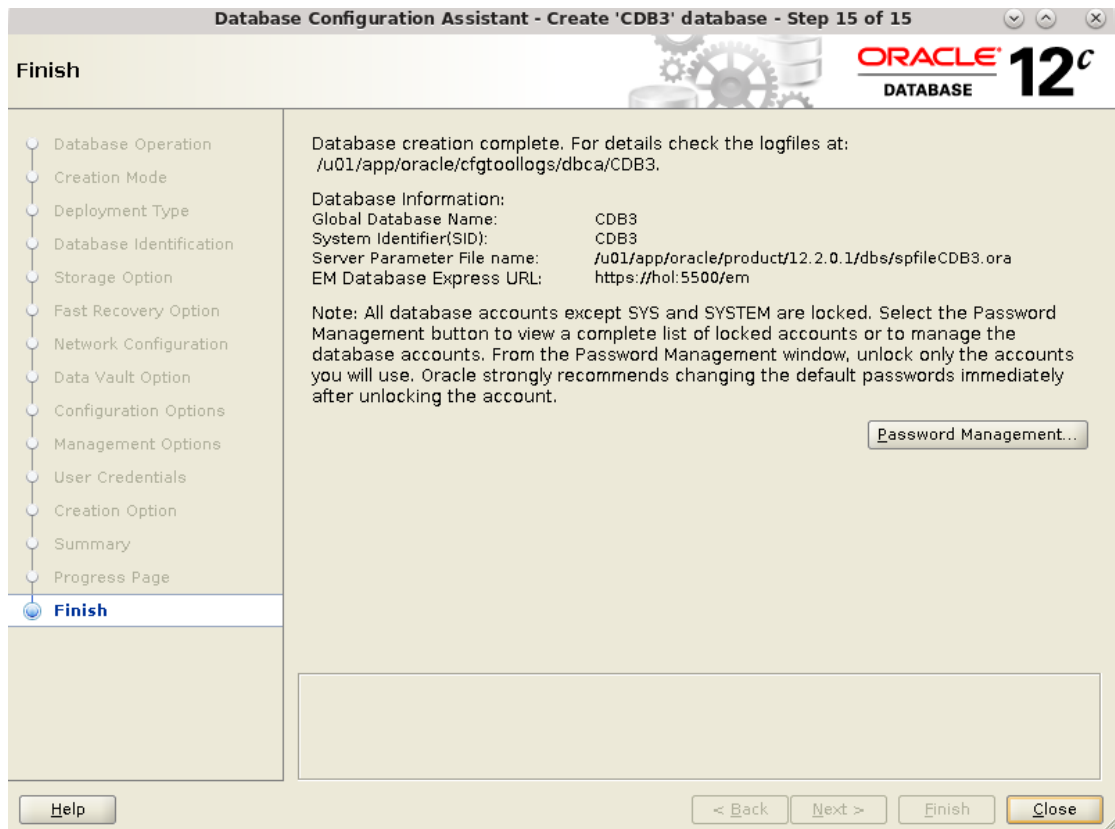 Database Configuration Assistant - Create 'CDB3' database - Step 15 of 15
Finish
ORACLE
DATABASE
12c
Database Operation
Creation Mode
Deployment Type
Database Identification
Storage Option
Fast Recovery Option
Network Configuration
Data Vault Option
Configuration Options
Management Options
User Credentials
Creation Option
Summary
Progress Page
Finish
Database creation complete. For details check the logfiles at:
/u01/app/oracle/cfgtoollogs/dbca/CDB3.
Database Information:
Global Database Name: CDB3
System Identifier(SID): CDB3
Server Parameter File name: /u01/app/oracle/product/12.2.0.1/dbs/spfileCDB3.ora
EM Database Express URL: https://hol:5500/em
Note: All database accounts except SYS and SYSTEM are locked. Select the Password
Management button to view a complete list of locked accounts or to manage the
database accounts. From the Password Management window, unlock only the accounts
you will use. Oracle strongly recommends changing the default passwords immediately
after unlocking the account.
Password Management...
Help
< Back
Next >
Finish
Close